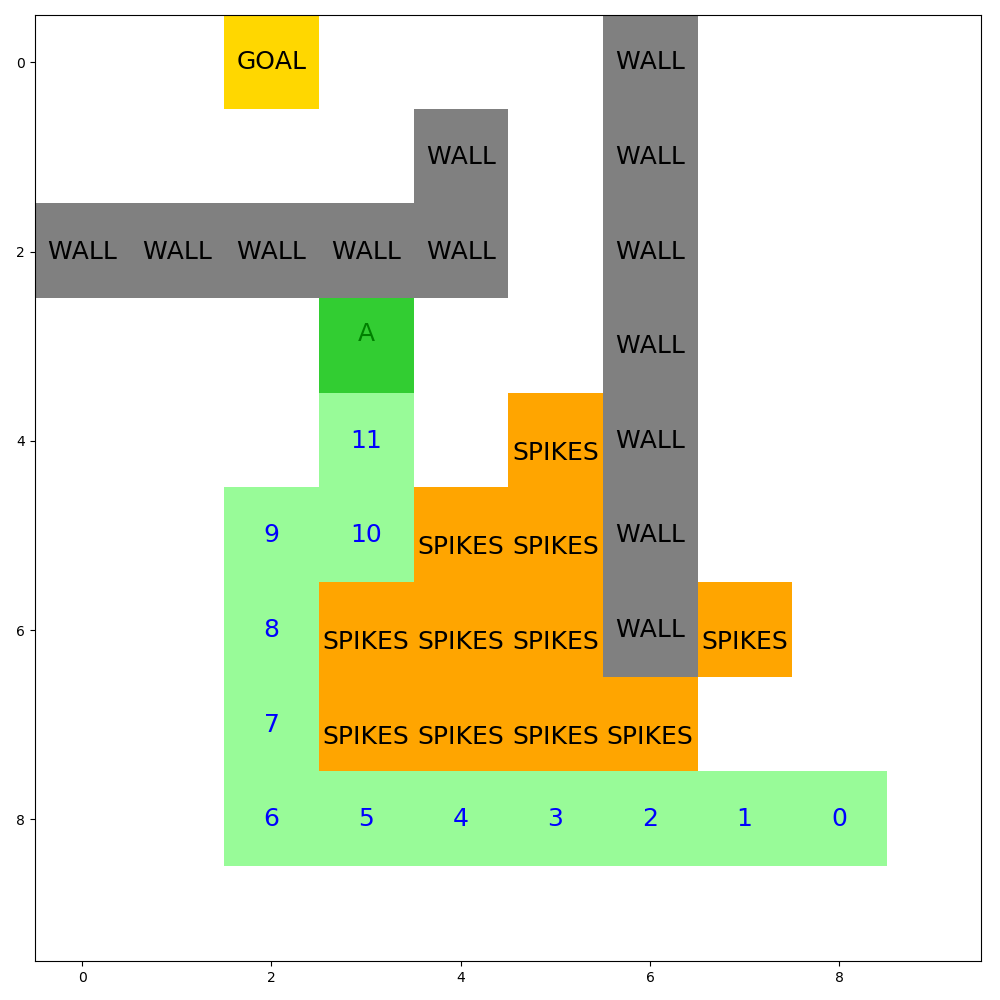 0 GOAL WALL
WALL WALL
2 WALL WALL WALL WALL WALL WALL
A WALL
4 11 SPIKES WALL
9 10 SPIKES SPIKES WALL
6 8 SPIKES SPIKES SPIKES WALL SPIKES
7 SPIKES SPIKES SPIKES SPIKES
8 6 5 4 3 2 1 0
0 2 4 6 8